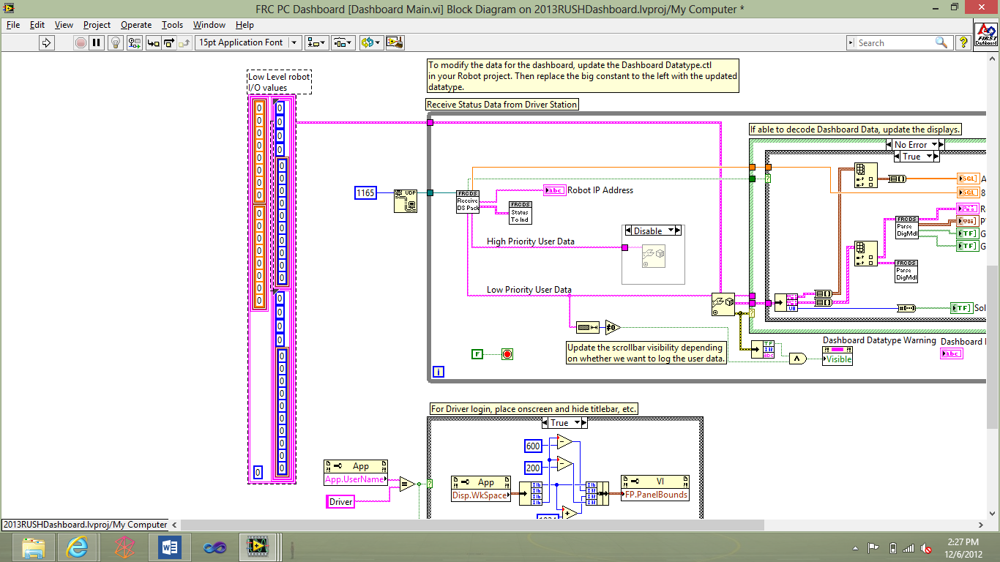 FRC PC Dashboard [Dashboard Main.vi] Block Diagram on 2013RUSHDashboard.lvproj/My Computer *
File Edit View Project Operate Tools Window Help
15pt Application Font
Search
FIRST
Dashboard
To modify the data for the dashboard, update the Dashboard Datatype.ctl
in your Robot project. Then replace the big constant to the left with the updated
datatype.
Low Level robot
I/O values
Receive Status Data from Driver Station
If able to decode Dashboard Data, update the displays.
No Error
True
1165
UDP
FRC DS
Receive
DS Pack
abc
Robot IP Address
FRC DS
Status
To Ind
SGL
A
SGL
8
R
P
TF
G
TF
G
FRC DS
Parse
DigMdl
FRC DS
Parse
DigMdl
High Priority User Data
Disable
Low Priority User Data
U8
TF
Sol
≠0
Update the scrollbar visibility depending
on whether we want to log the user data.
TF
I32
abc
Dashboard Datatype Warning
Visible
Dashboard
abc
F
i
0
For Driver login, place onscreen and hide titlebar, etc.
True
600
200
App
App.UserName
Driver
=
App
Disp.WkSpace
VI
FP.PanelBounds
2013RUSHDashboard.lvproj/My Computer
2:27 PM
12/6/2012